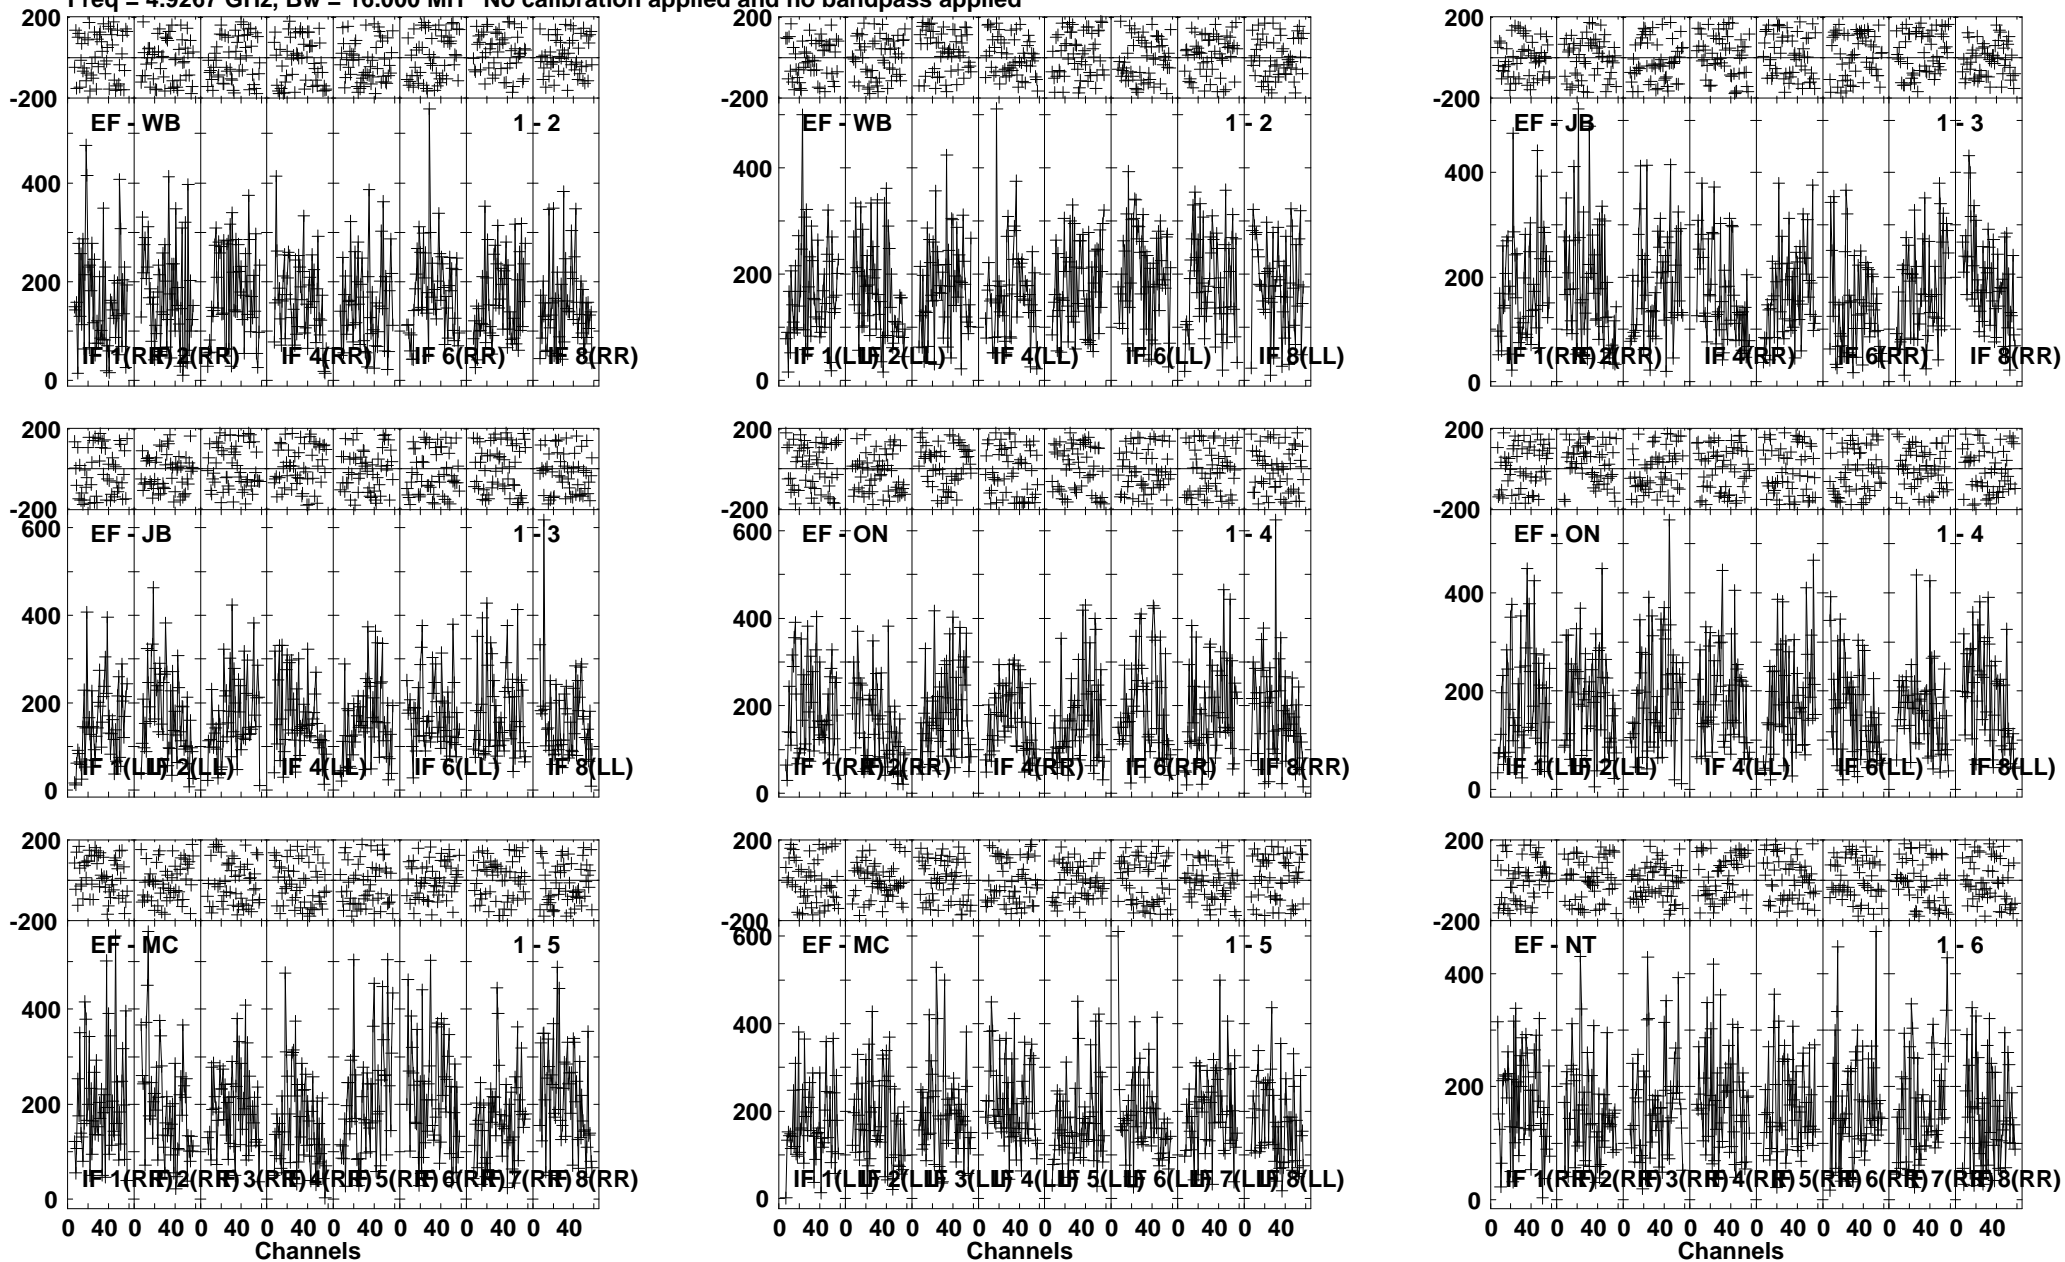 Freq = 4.9267 GHz, Bw = 16.000 MH No calibration applied and no bandpass applied
200
-200
EF - WB 1 - 2
400
200
0
IF 1(RR) IF 2(RR) IF 4(RR) IF 6(RR) IF 8(RR)
200
-200
EF - WB 1 - 2
400
200
0
IF 1(LL) IF 2(LL) IF 4(LL) IF 6(LL) IF 8(LL)
200
-200
EF - JB 1 - 3
400
200
0
IF 1(RR) IF 2(RR) IF 4(RR) IF 6(RR) IF 8(RR)
200
-200
600
EF - JB 1 - 3
400
200
0
IF 1(LL) IF 2(LL) IF 4(LL) IF 6(LL) IF 8(LL)
200
-200
600
EF - ON 1 - 4
400
200
0
IF 1(RR) IF 2(RR) IF 4(RR) IF 6(RR) IF 8(RR)
200
-200
EF - ON 1 - 4
400
200
0
IF 1(LL) IF 2(LL) IF 4(LL) IF 6(LL) IF 8(LL)
200
-200
EF - MC 1 - 5
400
200
0
IF 1(RR) IF 2(RR) IF 3(RR) IF 4(RR) IF 5(RR) IF 6(RR) IF 7(RR) IF 8(RR)
0 40 0 40 0 40 0 40 0 40 0 40 0 40 0 40
Channels
200
-200
600
EF - MC 1 - 5
400
200
0
IF 1(LL) IF 2(LL) IF 3(LL) IF 4(LL) IF 5(LL) IF 6(LL) IF 7(LL) IF 8(LL)
0 40 0 40 0 40 0 40 0 40 0 40 0 40 0 40
Channels
200
-200
EF - NT 1 - 6
400
200
0
IF 1(RR) IF 2(RR) IF 3(RR) IF 4(RR) IF 5(RR) IF 6(RR) IF 7(RR) IF 8(RR)
0 40 0 40 0 40 0 40 0 40 0 40 0 40 0 40
Channels